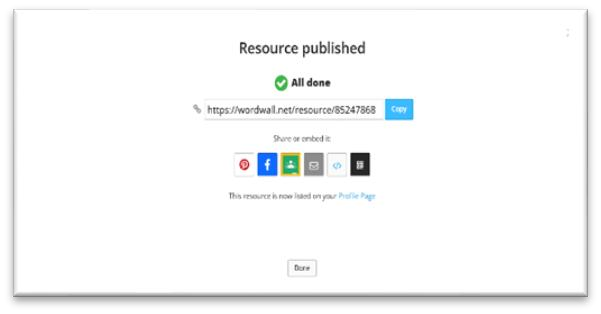 Resource published
All done
https://wordwall.net/resource/85247868 Copy
Share or embed it:
This resource is now listed on your Profile Page
Done